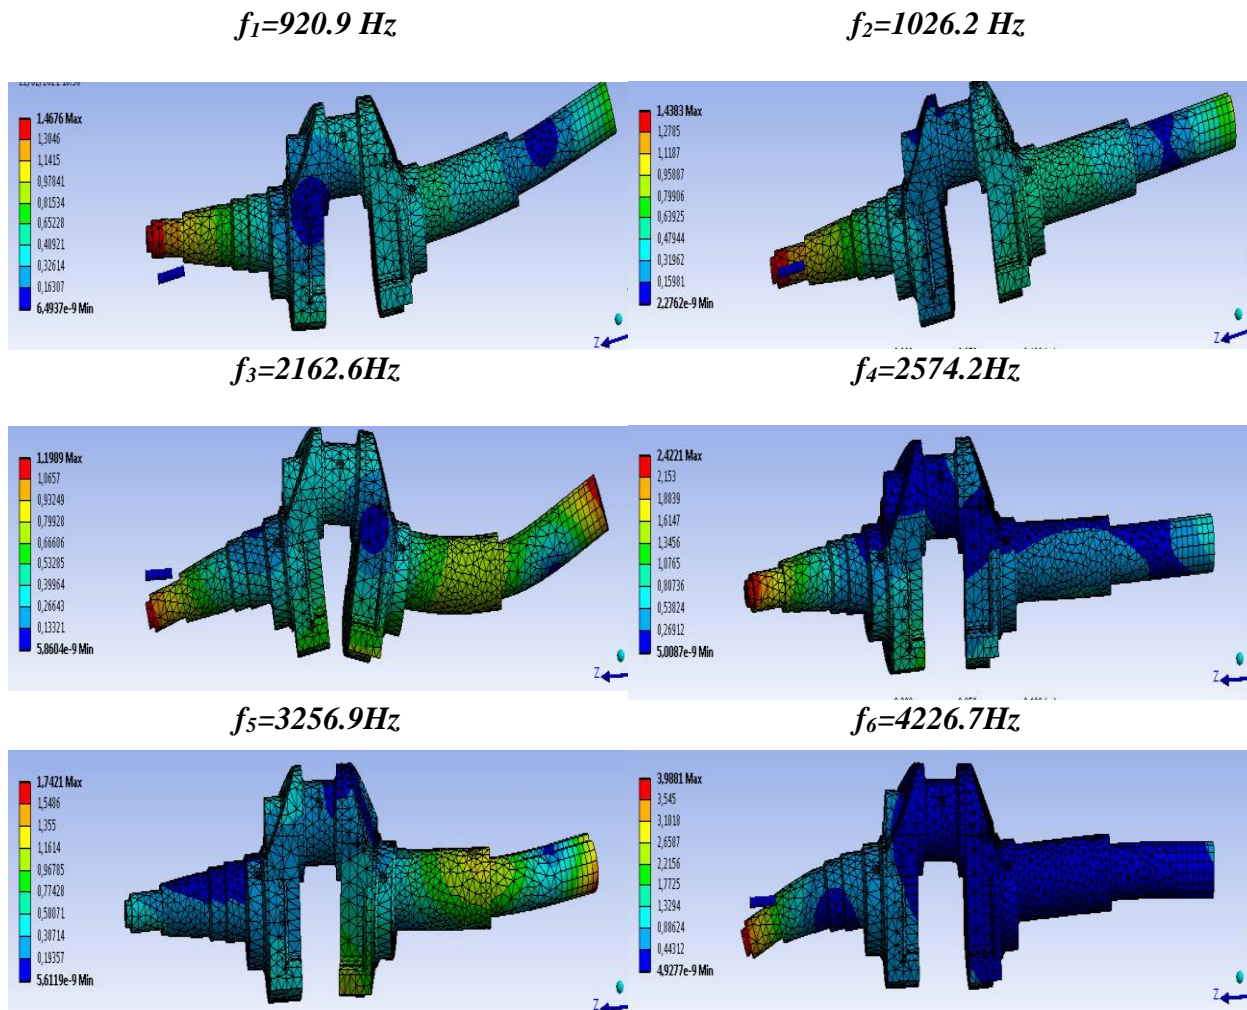 f1=920.9 Hz
f2=1026.2 Hz
1,4676 Max
1,3046
1,1415
0,97841
0,81534
0,65228
0,48921
0,32614
0,16307
6,4937e-9 Min
Z
1,4383 Max
1,2785
1,1187
0,95887
0,79906
0,63925
0,47944
0,31962
0,15981
2,2762e-9 Min
Z
f3=2162.6Hz
f4=2574.2Hz
1,1989 Max
1,0657
0,93249
0,79928
0,66606
0,53285
0,39964
0,26643
0,13321
5,8604e-9 Min
Z
2,4221 Max
2,153
1,8839
1,6147
1,3456
1,0765
0,80736
0,53824
0,26912
5,0087e-9 Min
Z
f5=3256.9Hz
f6=4226.7Hz
1,7421 Max
1,5486
1,355
1,1614
0,96785
0,77428
0,58071
0,38714
0,19357
5,6119e-9 Min
Z
3,9881 Max
3,545
3,1018
2,6587
2,2156
1,7725
1,3294
0,88624
0,44312
4,9277e-9 Min
Z